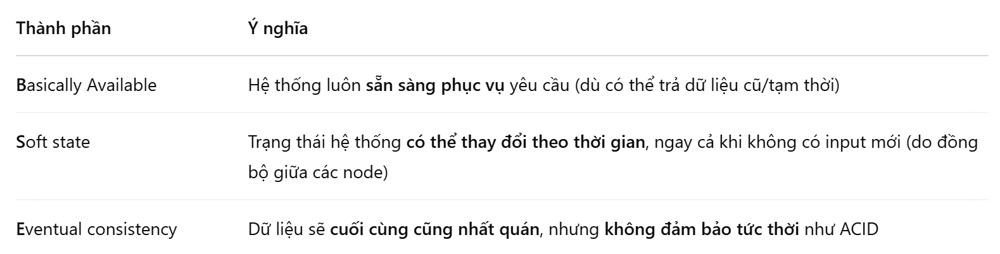 Thành phần Ý nghĩa
Basically Available Hệ thống luôn sẵn sàng phục vụ yêu cầu (dù có thể trả dữ liệu cũ/tạm thời)
Soft state Trạng thái hệ thống có thể thay đổi theo thời gian, ngay cả khi không có input mới (do đồng
bộ giữa các node)
Eventual consistency Dữ liệu sẽ cuối cùng cũng nhất quán, nhưng không đảm bảo tức thời như ACID